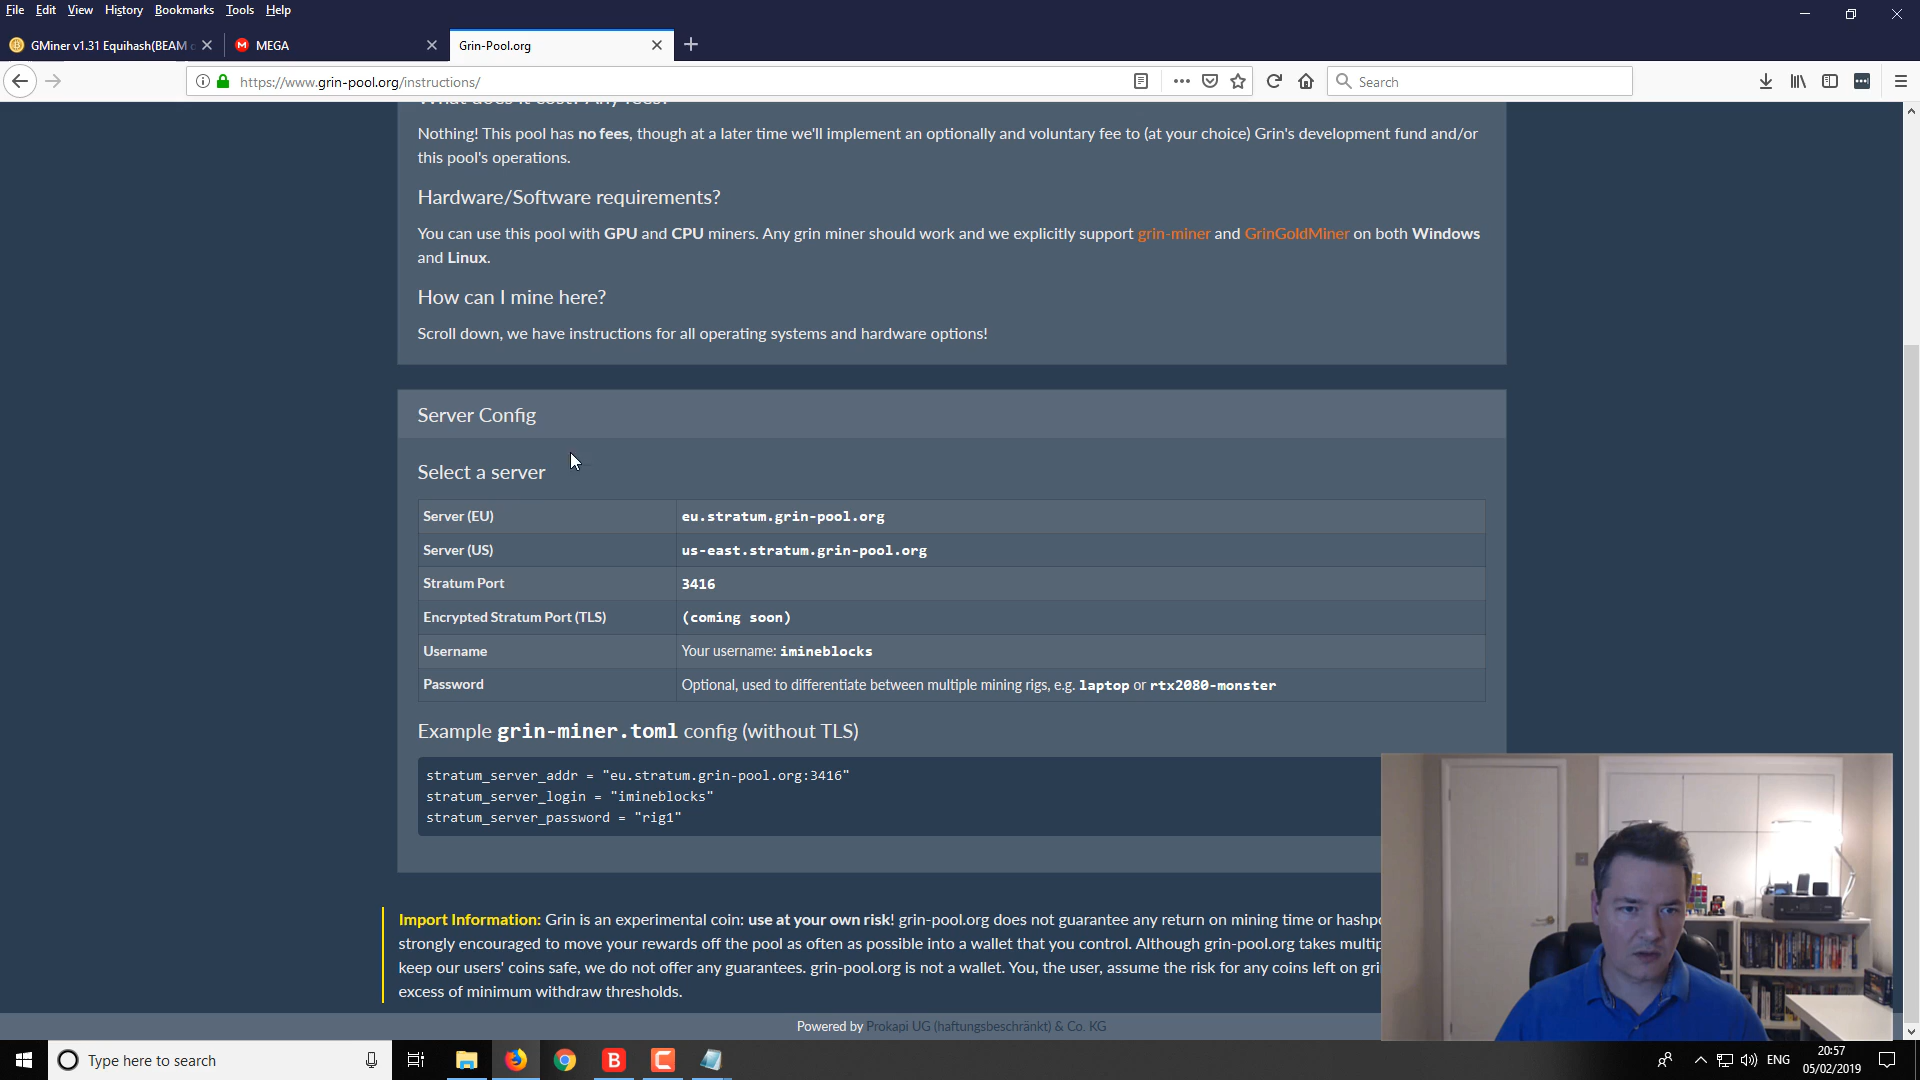 File Edit View History Bookmarks Tools Help
GMiner v1.31 Equihash(BEAM
MEGA
Grin-Pool.org
https://www.grin-pool.org/instructions/
Search
What does it cost? Any fees?
Nothing! This pool has no fees, though at a later time we'll implement an optionally and voluntary fee to (at your choice) Grin's development fund and/or
this pool's operations.
Hardware/Software requirements?
You can use this pool with GPU and CPU miners. Any grin miner should work and we explicitly support grin-miner and GrinGoldMiner on both Windows
and Linux.
How can I mine here?
Scroll down, we have instructions for all operating systems and hardware options!
Server Config
Select a server
Server (EU) eu.stratum.grin-pool.org
Server (US) us-east.stratum.grin-pool.org
Stratum Port 3416
Encrypted Stratum Port (TLS) (coming soon)
Username Your username: imineblocks
Password Optional, used to differentiate between multiple mining rigs, e.g. laptop or rtx2080-monster
Example grin-miner.toml config (without TLS)
stratum_server_addr = "eu.stratum.grin-pool.org:3416"
stratum_server_login = "imineblocks"
stratum_server_password = "rig1"
Import Information: Grin is an experimental coin: use at your own risk! grin-pool.org does not guarantee any return on mining time or hashpo
strongly encouraged to move your rewards off the pool as often as possible into a wallet that you control. Although grin-pool.org takes multip
keep our users' coins safe, we do not offer any guarantees. grin-pool.org is not a wallet. You, the user, assume the risk for any coins left on gri
excess of minimum withdraw thresholds.
Powered by Prokapi UG (haftungsbeschränkt) & Co. KG
Type here to search
ENG
20:57
05/02/2019